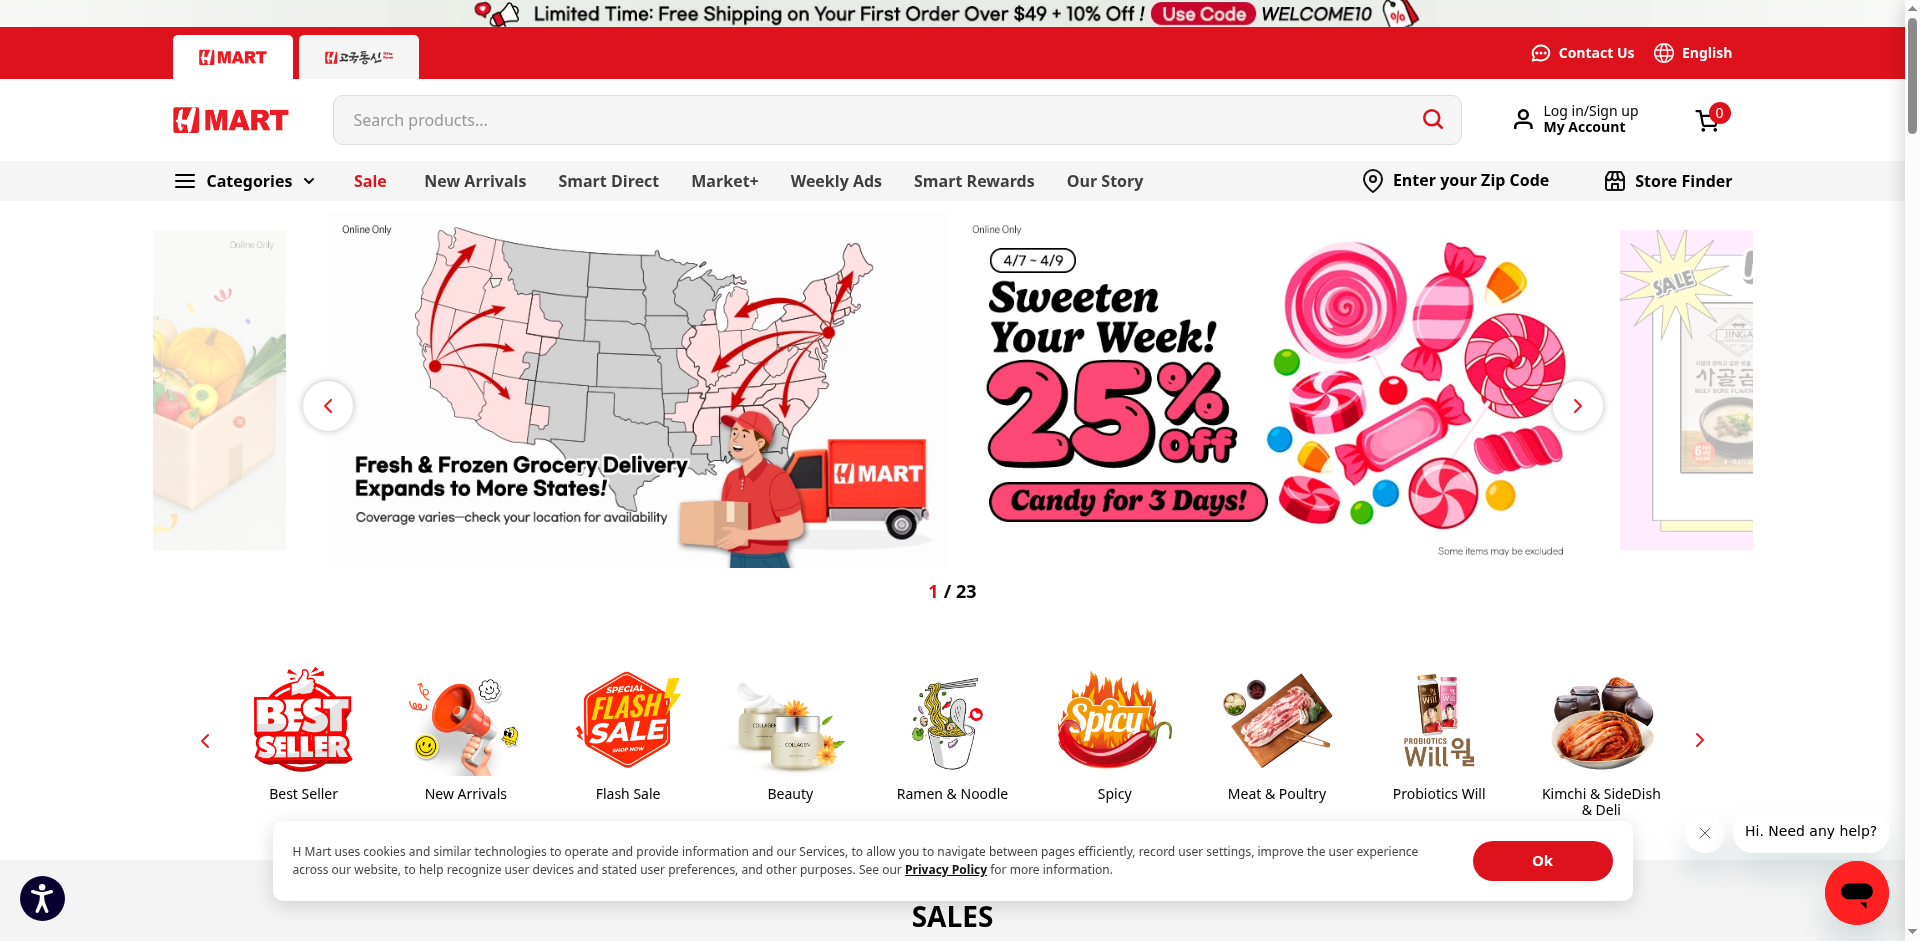 Limited Time: Free Shipping on Your First Order Over $49 + 10% Off ! Use Code WELCOME10
H MART
고국통신
Contact Us
English
H MART
Search products...
Log in/Sign up
My Account
0
Categories
Sale
New Arrivals
Smart Direct
Market+
Weekly Ads
Smart Rewards
Our Story
Enter your Zip Code
Store Finder
Online Only
Online Only
Fresh & Frozen Grocery Delivery
Expands to More States!
Coverage varies—check your location for availability
H MART
Online Only
4/7 ~ 4/9
Sweeten
Your Week!
25% Off
Candy for 3 Days!
Some items may be excluded
SALE
JINGA
사골곰
1 / 23
BEST
SELLER
SPECIAL
FLASH
SALE
SHOP NOW
COLLAGEN
COLLAGEN
Spicy
Will
Will
PROBIOTICS
Will 윌
Best Seller
New Arrivals
Flash Sale
Beauty
Ramen & Noodle
Spicy
Meat & Poultry
Probiotics Will
Kimchi & SideDish
& Deli
Hi. Need any help?
H Mart uses cookies and similar technologies to operate and provide information and our Services, to allow you to navigate between pages efficiently, record user settings, improve the user experience
across our website, to help recognize user devices and stated user preferences, and other purposes. See our Privacy Policy for more information.
Ok
SALES